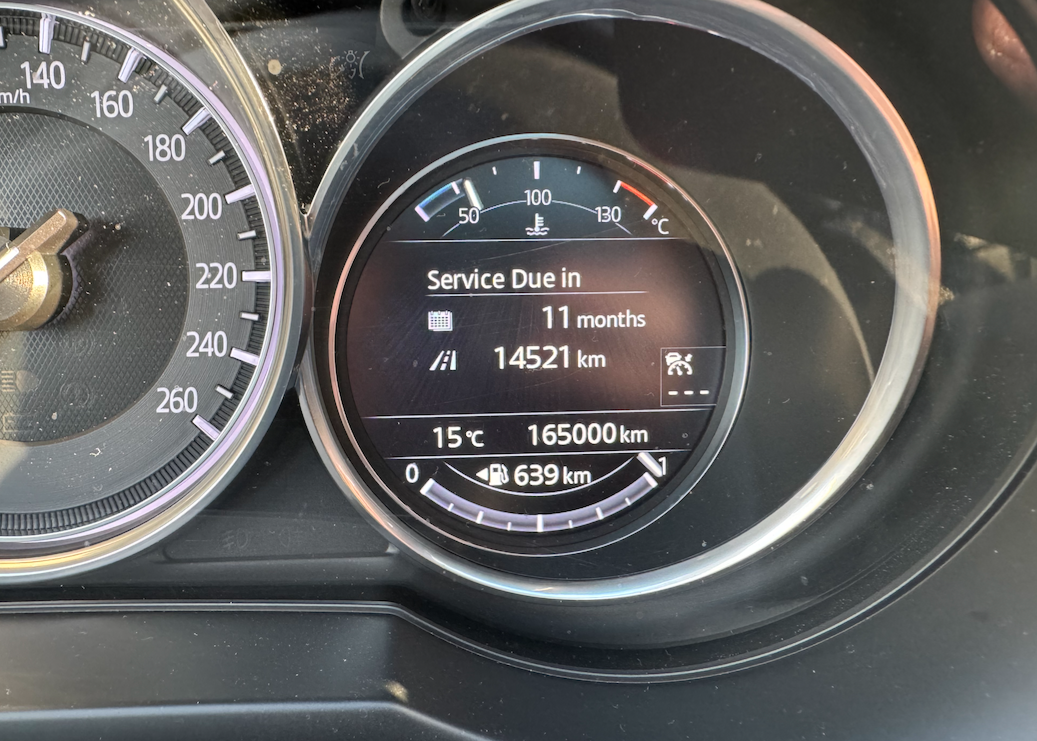 140
km/h
160
180
200
220
240
260
50 100 130
°C
Service Due in
11 months
14521 km
---
15 °C 165000 km
0 639 km 1